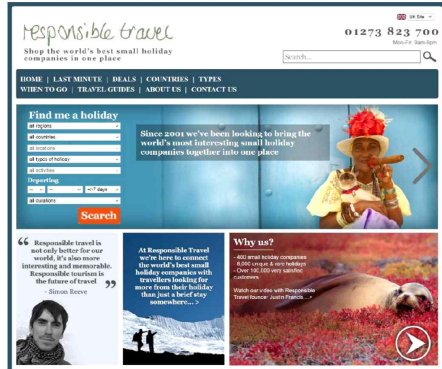 responsible travel
Shop the world's best small holiday
companies in one place
UK Site
01273 823 700
Mon-Fri: 9am-5pm
Search...
HOME | LAST MINUTE | DEALS | COUNTRIES | TYPES
WHEN TO GO | TRAVEL GUIDES | ABOUT US | CONTACT US
Find me a holiday
all regions
all countries
all locations
all types of holiday
all activities
Departing
-- -- +/-7 days
all durations
Search
Since 2001 we've been looking to bring the
world's most interesting small holiday
companies together into one place
“ Responsible travel is
not only better for our
world, it's also more
interesting and memorable.
Responsible tourism is
the future of travel ”
- Simon Reeve
At Responsible Travel
we're here to connect
the world's best small
holiday companies with
travellers looking for
more from their holiday
than just a brief stay
somewhere... >
Why us?
- 400 small holiday companies
- 8,000 unique & rare holidays
- Over 100,000 very satisfied
customers
Watch our video with Responsible
Travel founder Justin Francis....>